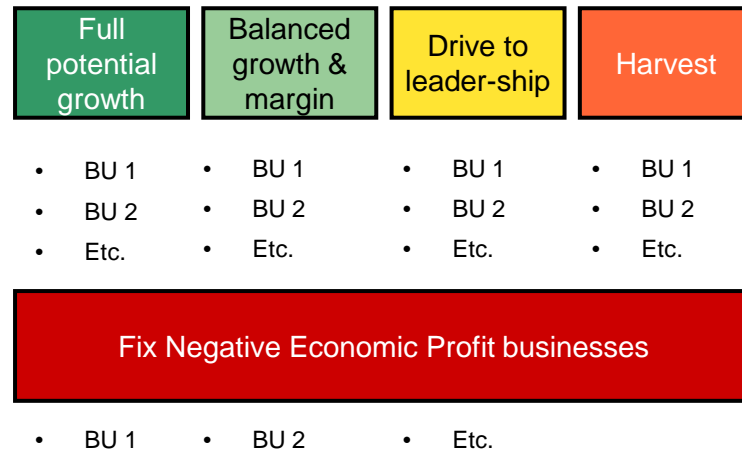 Full
potential
growth
Balanced
growth &
margin
Drive to
leader-ship
Harvest
• BU 1
• BU 2
• Etc.
• BU 1
• BU 2
• Etc.
• BU 1
• BU 2
• Etc.
• BU 1
• BU 2
• Etc.
Fix Negative Economic Profit businesses
• BU 1 • BU 2 • Etc.